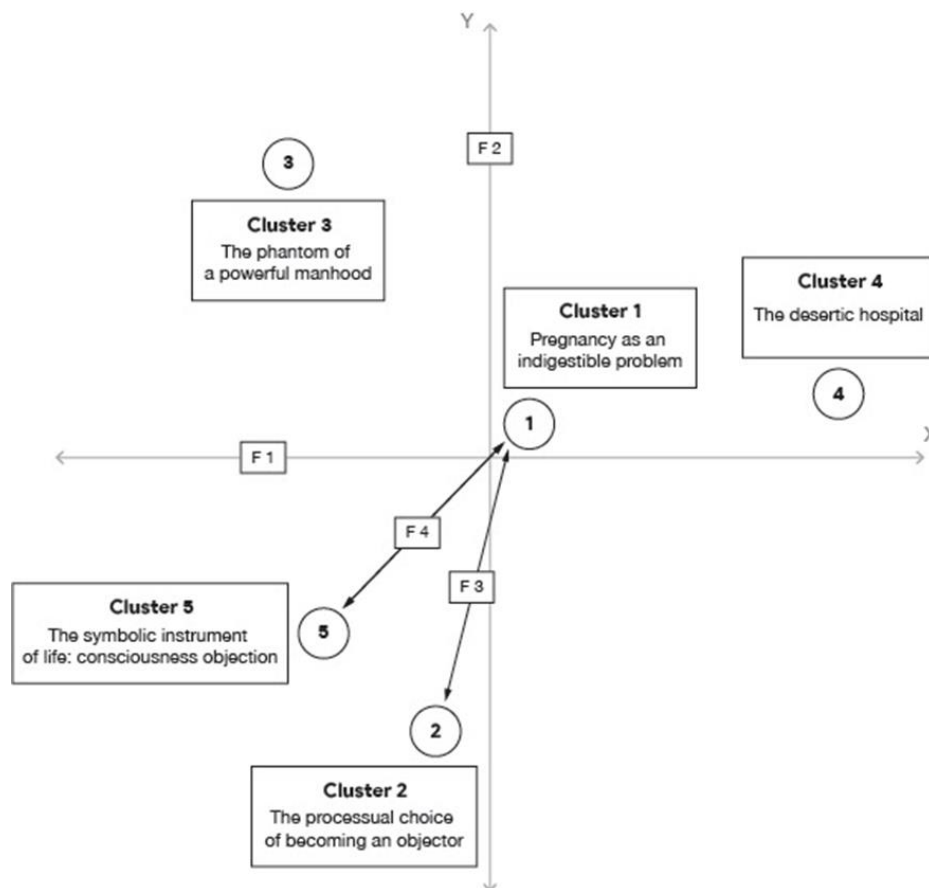 Y
F 2
3
Cluster 3
The phantom of
a powerful manhood
Cluster 4
The desertic hospital
4
Cluster 1
Pregnancy as an
indigestible problem
1
X
F 1
F 4
F 3
Cluster 5
The symbolic instrument
of life: consciousness objection
5
2
Cluster 2
The processual choice
of becoming an objector